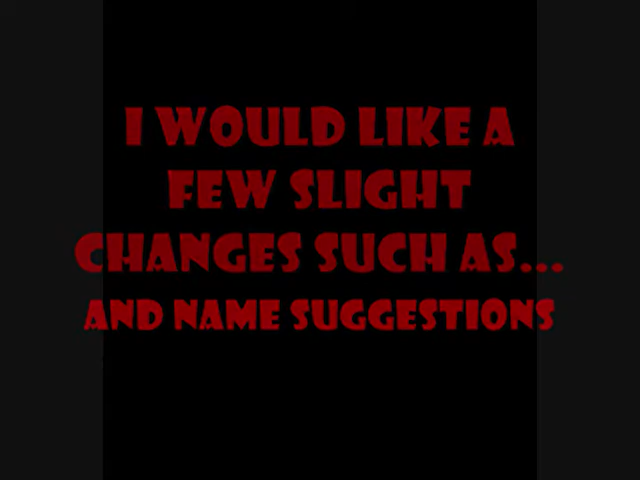 I WOULD LIKE A
FEW SLIGHT
CHANGES SUCH AS...
AND NAME SUGGESTIONS